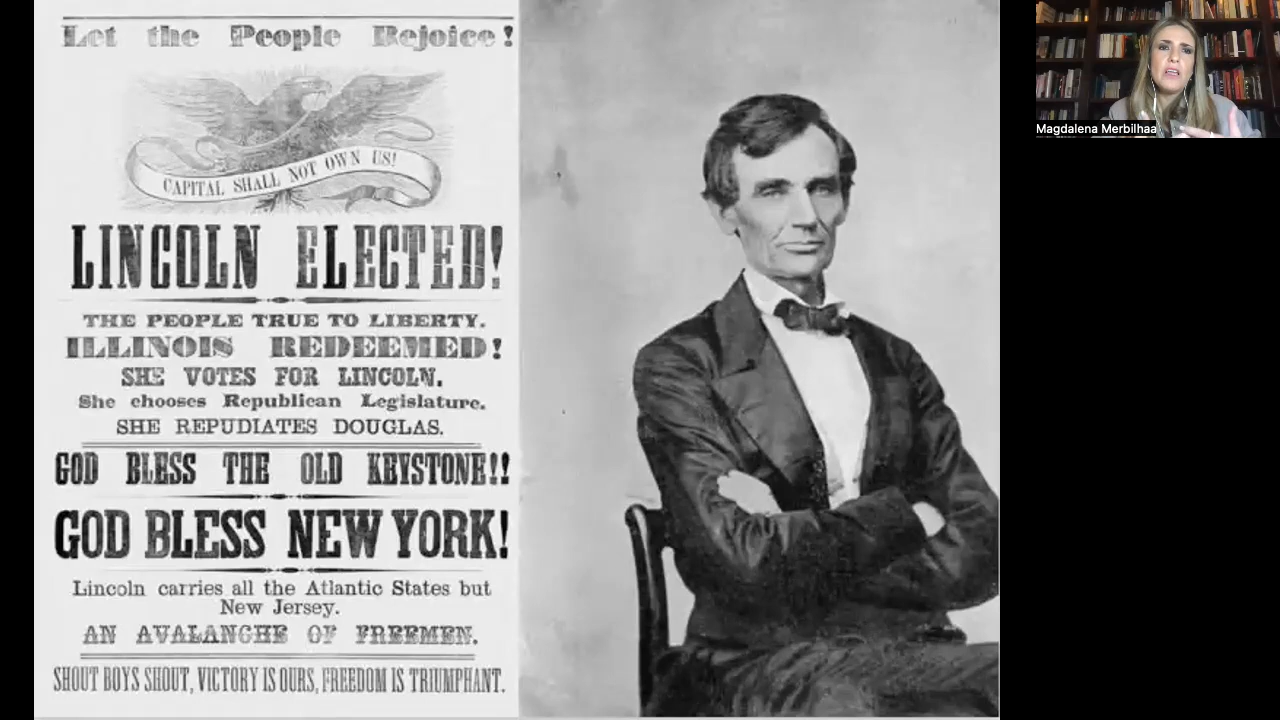 Let the People Rejoice!
CAPITAL SHALL NOT OWN US!
LINCOLN ELECTED!
THE PEOPLE TRUE TO LIBERTY.
ILLINOIS REDEEMED!
SHE VOTES FOR LINCOLN.
She chooses Republican Legislature.
SHE REPUDIATES DOUGLAS.
GOD BLESS THE OLD KEYSTONE!!
GOD BLESS NEW YORK!
Lincoln carries all the Atlantic States but
New Jersey.
AN AVALANCHE OF FREEMEN.
SHOUT BOYS SHOUT, VICTORY IS OURS, FREEDOM IS TRIUMPHANT.
Magdalena Merbilhaa